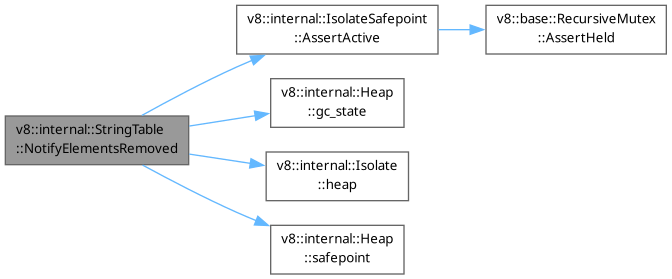 v8::internal::IsolateSafepoint
::AssertActive
v8::base::RecursiveMutex
::AssertHeld
v8::internal::Heap
::gc_state
v8::internal::StringTable
::NotifyElementsRemoved
v8::internal::Isolate
::heap
v8::internal::Heap
::safepoint